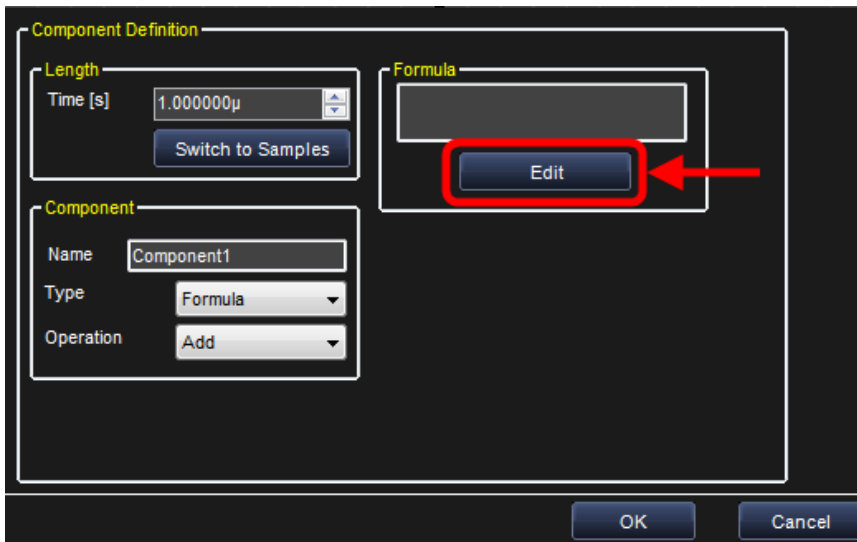 Component Definition
Length
Time [s] 1.000000µ
Switch to Samples
Formula
Edit
Component
Name Component1
Type Formula
Operation Add
OK Cancel